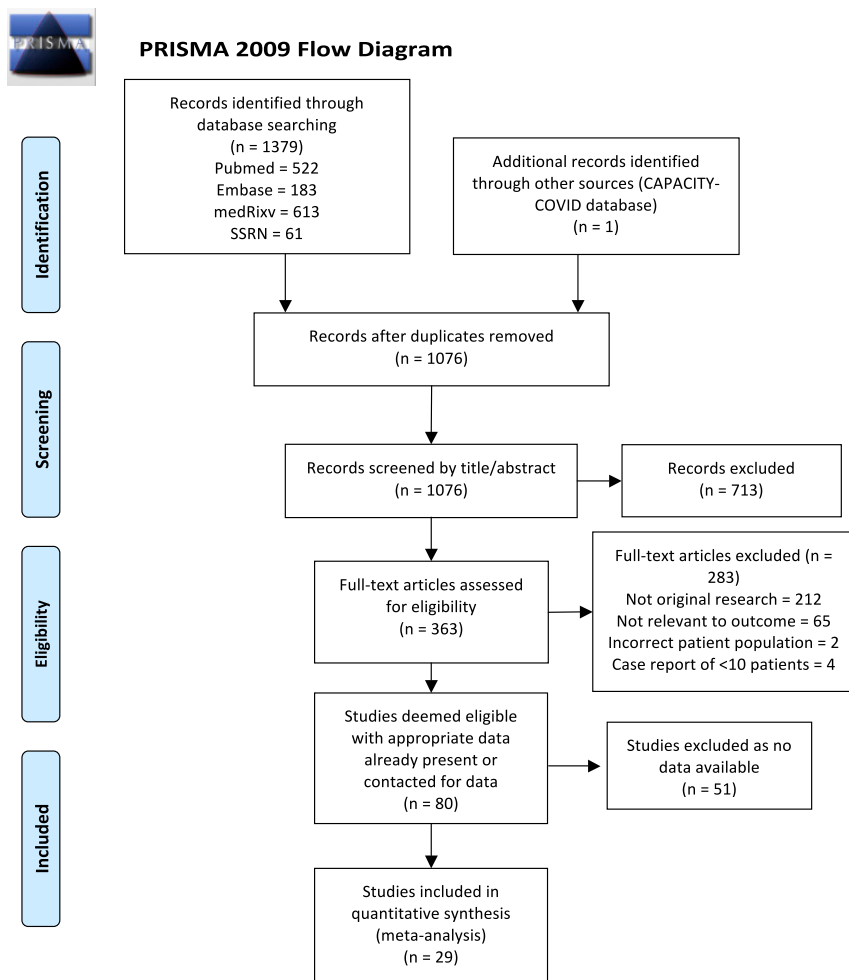 PRISMA
PRISMA 2009 Flow Diagram
Identification
Records identified through
database searching
(n = 1379)
Pubmed = 522
Embase = 183
medRixv = 613
SSRN = 61
Additional records identified
through other sources (CAPACITY-
COVID database)
(n = 1)
Records after duplicates removed
(n = 1076)
Screening
Records screened by title/abstract
(n = 1076)
Records excluded
(n = 713)
Eligibility
Full-text articles assessed
for eligibility
(n = 363)
Full-text articles excluded (n =
283)
Not original research = 212
Not relevant to outcome = 65
Incorrect patient population = 2
Case report of <10 patients = 4
Studies deemed eligible
with appropriate data
already present or
contacted for data
(n = 80)
Studies excluded as no
data available
(n = 51)
Included
Studies included in
quantitative synthesis
(meta-analysis)
(n = 29)